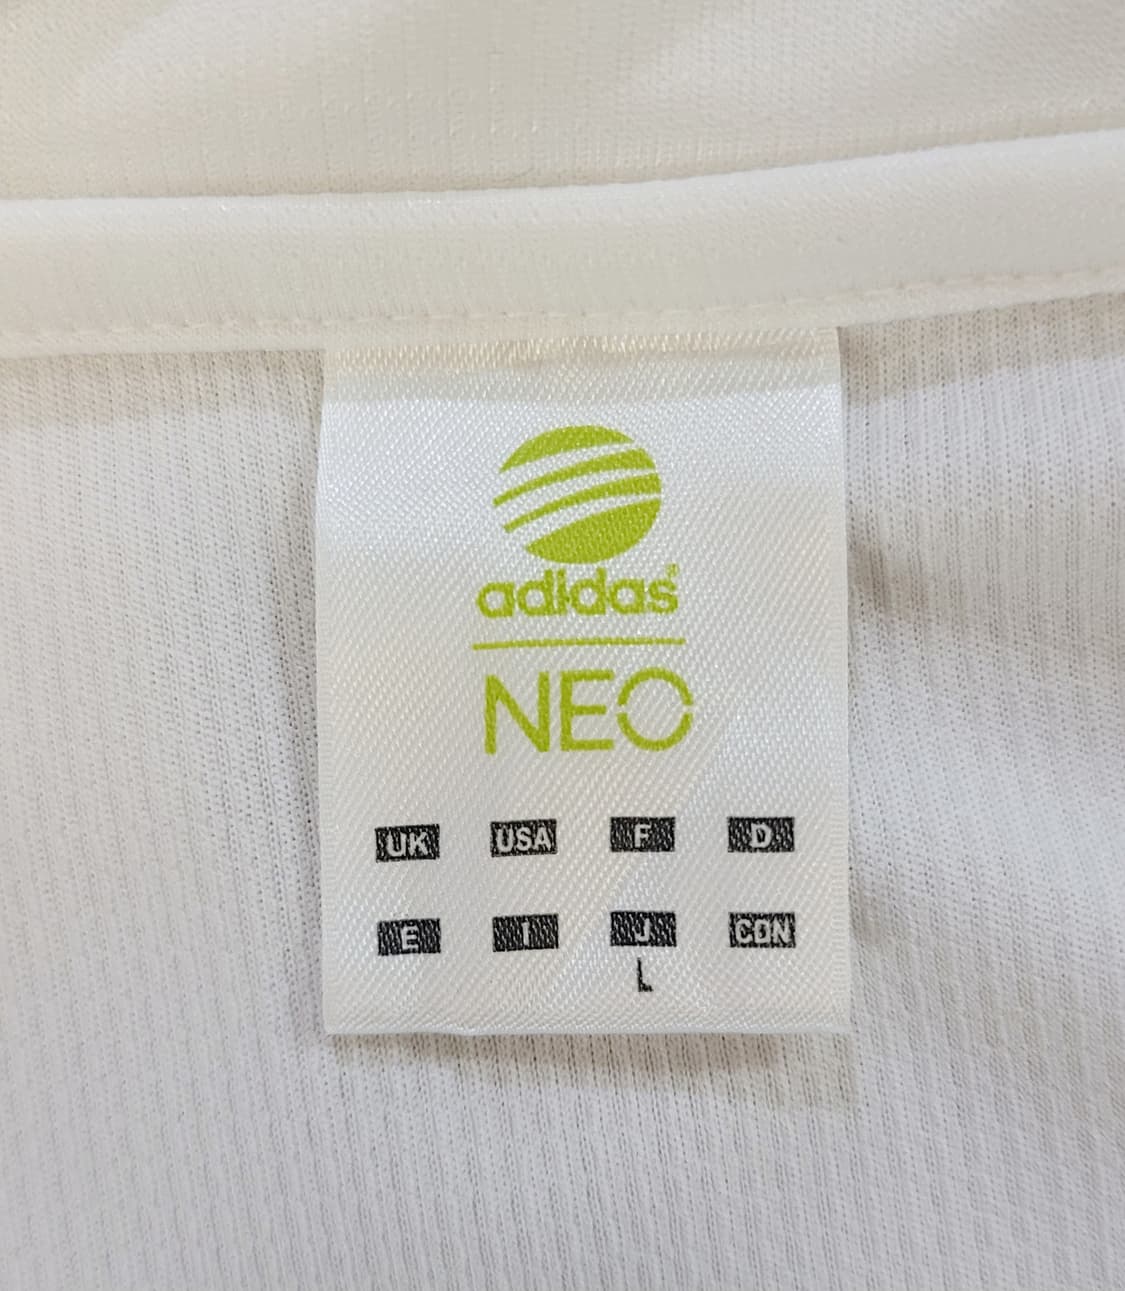 adidas®
NEO
UK USA F D
E I J CDN
L